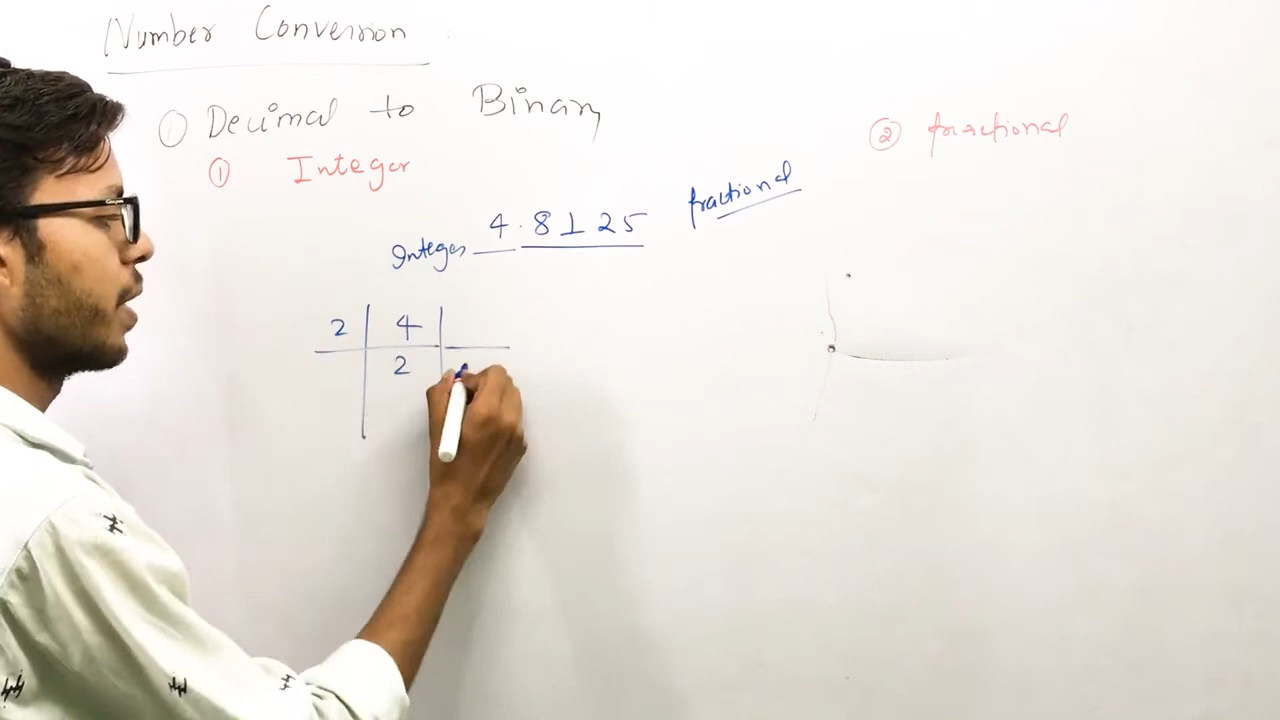 Number Conversion
① Decimal to Binary
① Integer
② fractional
4.8125 fractional
Integer
2 4
2